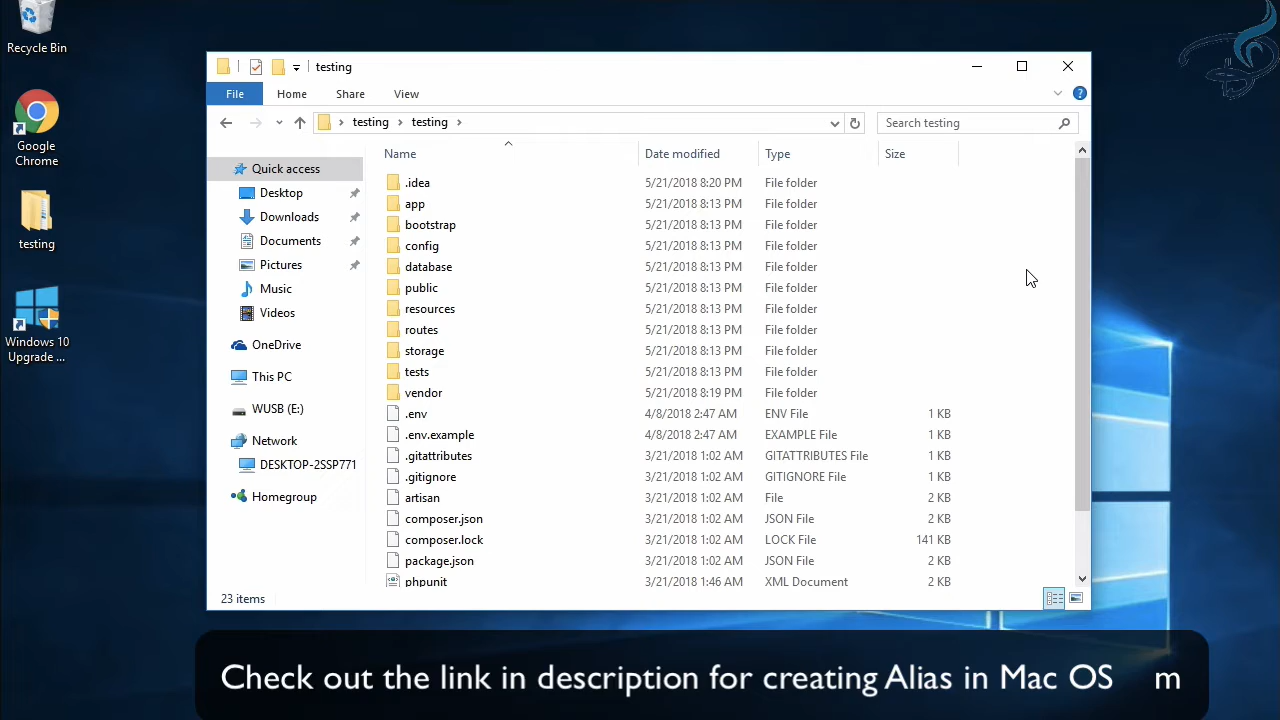 Recycle Bin
Google
Chrome
testing
Windows 10
Upgrade ...
testing
File Home Share View
testing testing
Search testing
Quick access
Desktop
Downloads
Documents
Pictures
Music
Videos
OneDrive
This PC
WUSB (E:)
Network
DESKTOP-2SSP771
Homegroup
Name Date modified Type Size
.idea 5/21/2018 8:20 PM File folder
app 5/21/2018 8:13 PM File folder
bootstrap 5/21/2018 8:13 PM File folder
config 5/21/2018 8:13 PM File folder
database 5/21/2018 8:13 PM File folder
public 5/21/2018 8:13 PM File folder
resources 5/21/2018 8:13 PM File folder
routes 5/21/2018 8:13 PM File folder
storage 5/21/2018 8:13 PM File folder
tests 5/21/2018 8:13 PM File folder
vendor 5/21/2018 8:19 PM File folder
.env 4/8/2018 2:47 AM ENV File 1 KB
.env.example 4/8/2018 2:47 AM EXAMPLE File 1 KB
.gitattributes 3/21/2018 1:02 AM GITATTRIBUTES File 1 KB
.gitignore 3/21/2018 1:02 AM GITIGNORE File 1 KB
artisan 3/21/2018 1:02 AM File 2 KB
composer.json 3/21/2018 1:02 AM JSON File 2 KB
composer.lock 3/21/2018 1:02 AM LOCK File 141 KB
package.json 3/21/2018 1:02 AM JSON File 2 KB
phpunit 3/21/2018 1:46 AM XML Document 2 KB
23 items
Check out the link in description for creating Alias in Mac OS m